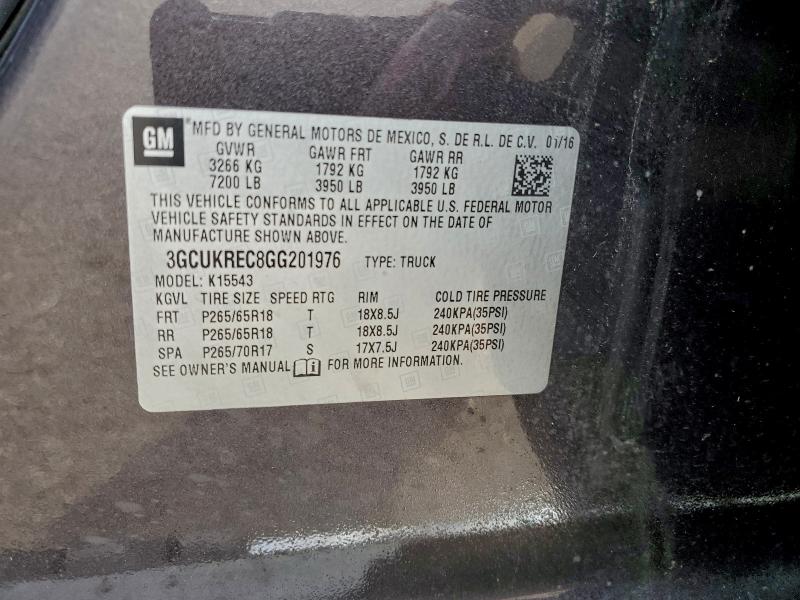 GM
MFD BY GENERAL MOTORS DE MEXICO, S. DE R.L. DE C.V. 01/16
GVWR GAWR FRT GAWR RR
3266 KG 1792 KG 1792 KG
7200 LB 3950 LB 3950 LB
THIS VEHICLE CONFORMS TO ALL APPLICABLE U.S. FEDERAL MOTOR
VEHICLE SAFETY STANDARDS IN EFFECT ON THE DATE OF
MANUFACTURE SHOWN ABOVE.
3GCUKREC8GG201976 TYPE: TRUCK
MODEL: K15543
KGVL TIRE SIZE SPEED RTG RIM COLD TIRE PRESSURE
FRT P265/65R18 T 18X8.5J 240KPA(35PSI)
RR P265/65R18 T 18X8.5J 240KPA(35PSI)
SPA P265/70R17 S 17X7.5J 240KPA(35PSI)
SEE OWNER'S MANUAL i FOR MORE INFORMATION.